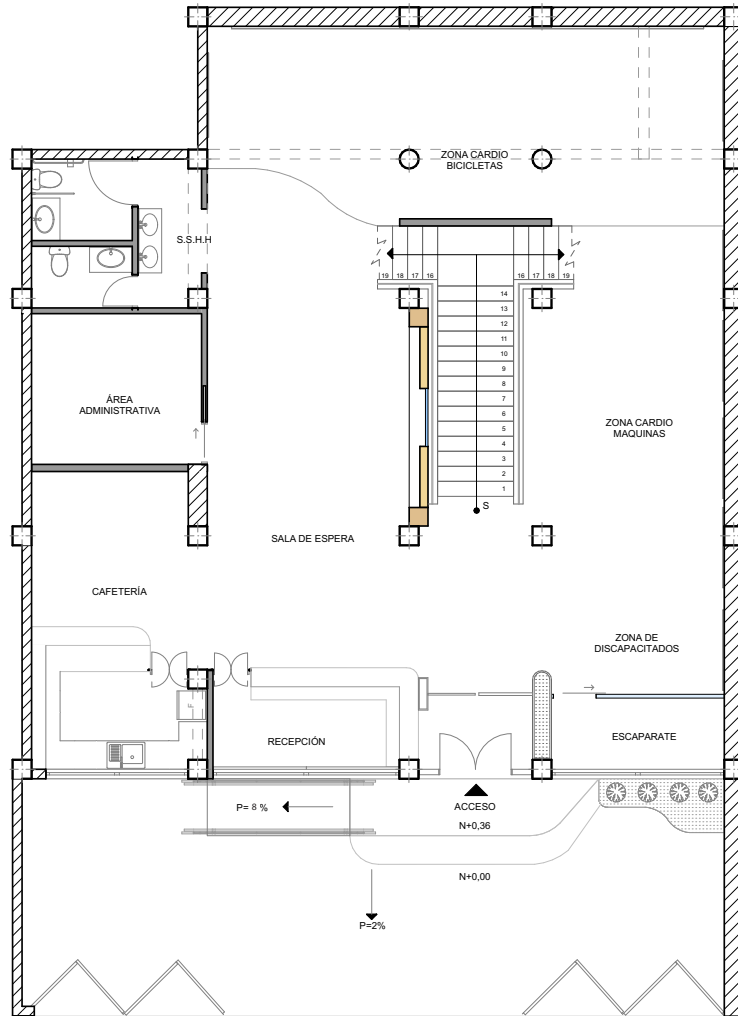 ZONA CARDIO
BICICLETAS
S.S.H.H
19 18 17 16
16 17 18 19
14
13
12
11
10
9
8
7
6
5
4
3
2
1
S
ÁREA
ADMINISTRATIVA
ZONA CARDIO
MAQUINAS
SALA DE ESPERA
CAFETERÍA
ZONA DE
DISCAPACITADOS
F
RECEPCIÓN
ESCAPARATE
P= 8 %
ACCESO
N+0,36
N+0,00
P=2%